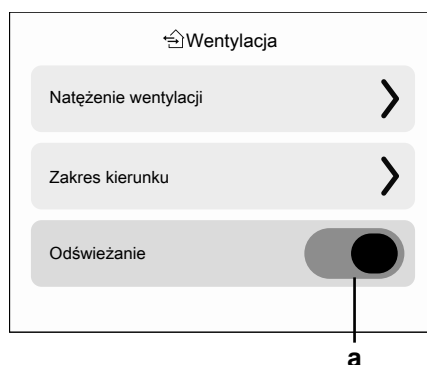 Wentylacja
Natężenie wentylacji
Zakres kierunku
Odświeżanie
a